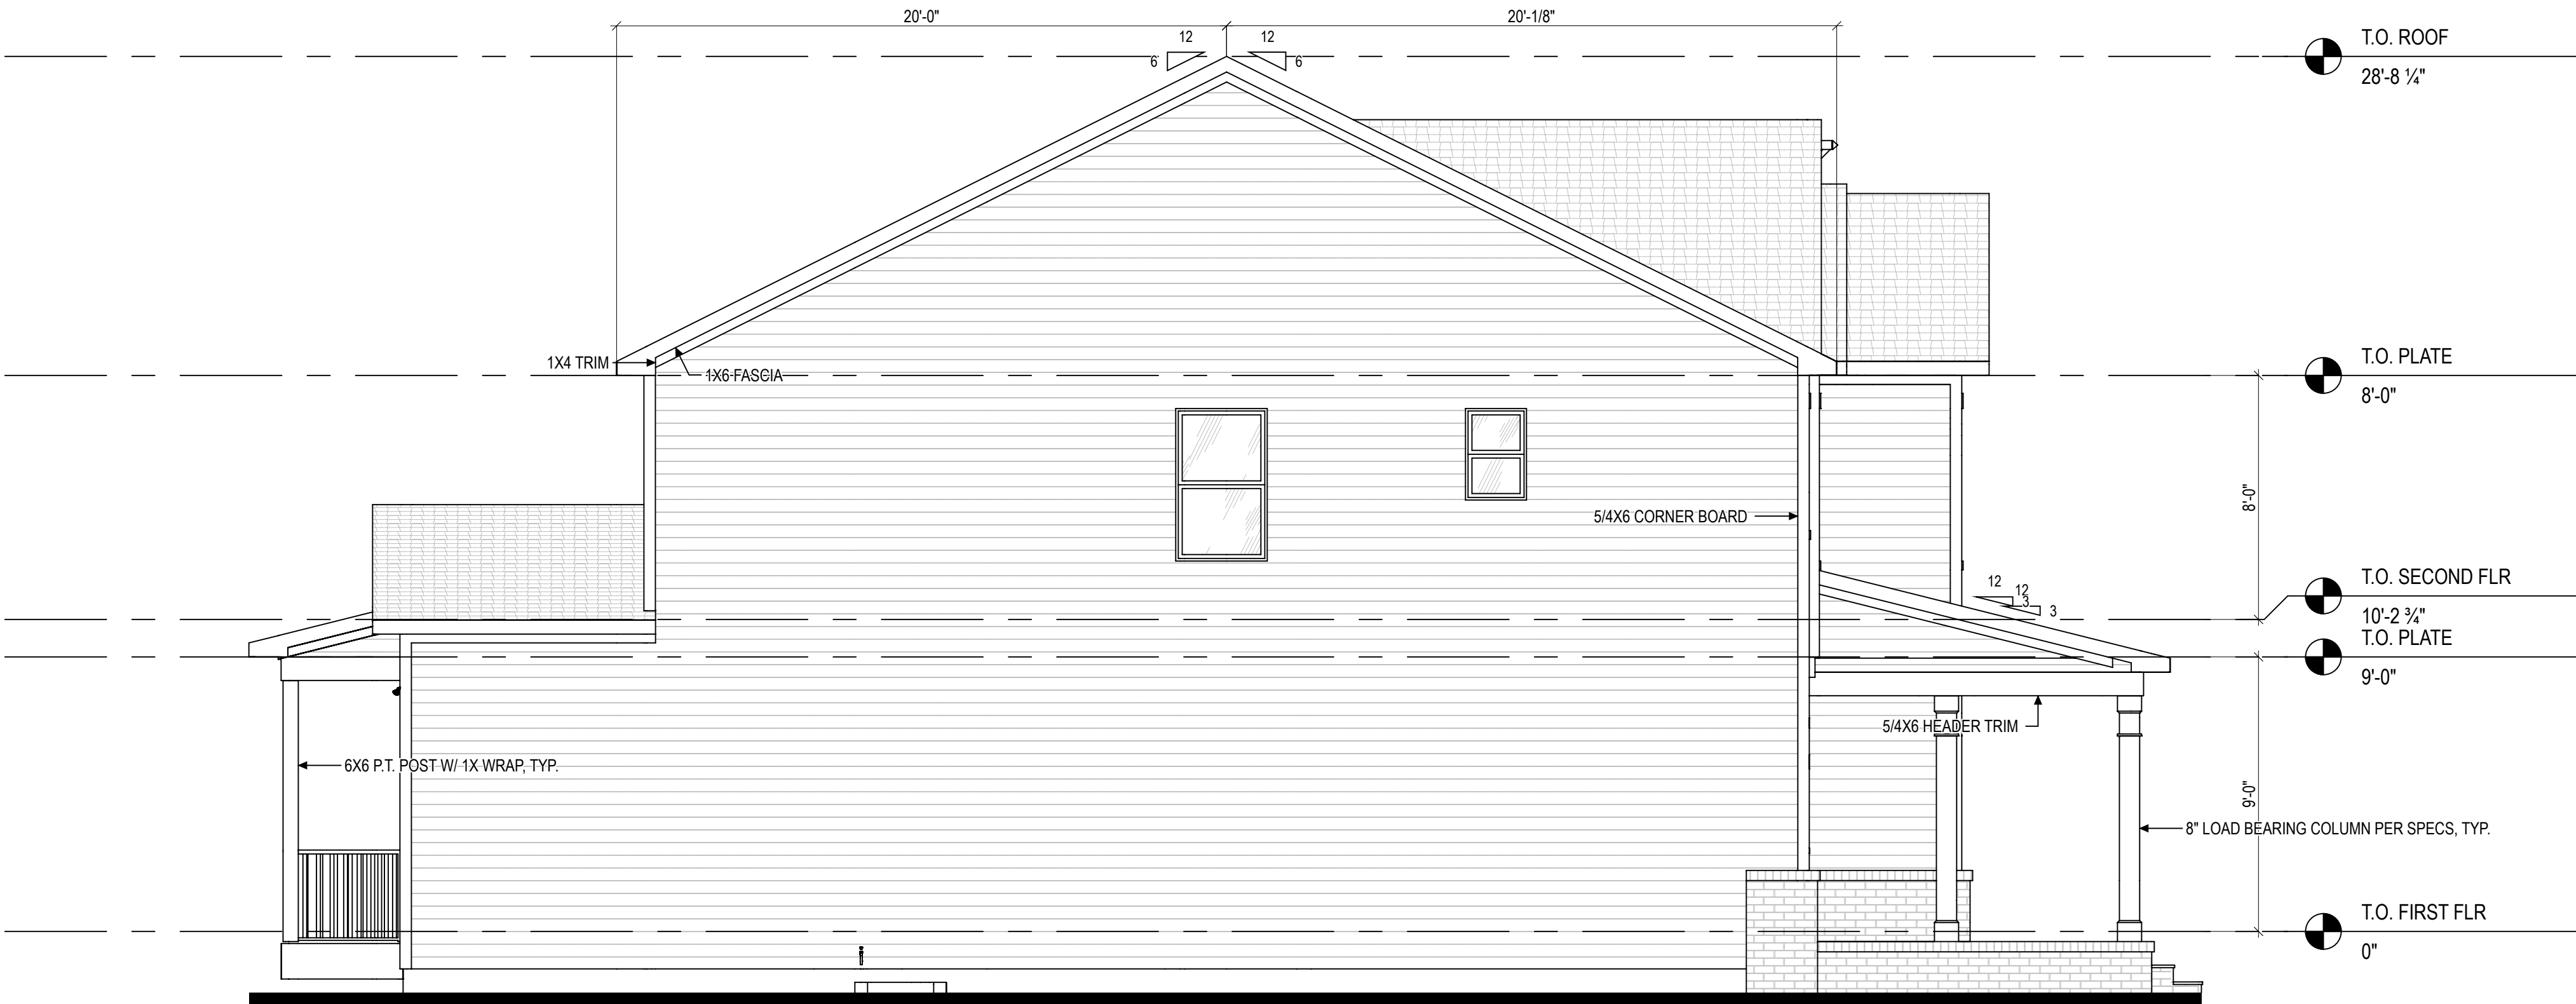 20'-0"
20'-1/8"
12
6
12
6
T.O. ROOF
28'-8 ¼"
1X4 TRIM
1X6 FASCIA
T.O. PLATE
8'-0"
8'-0"
5/4X6 CORNER BOARD
12
3
12
3
T.O. SECOND FLR
10'-2 ¾"
T.O. PLATE
9'-0"
5/4X6 HEADER TRIM
6X6 P.T. POST W/ 1X WRAP, TYP.
9'-0"
8" LOAD BEARING COLUMN PER SPECS, TYP.
T.O. FIRST FLR
0"